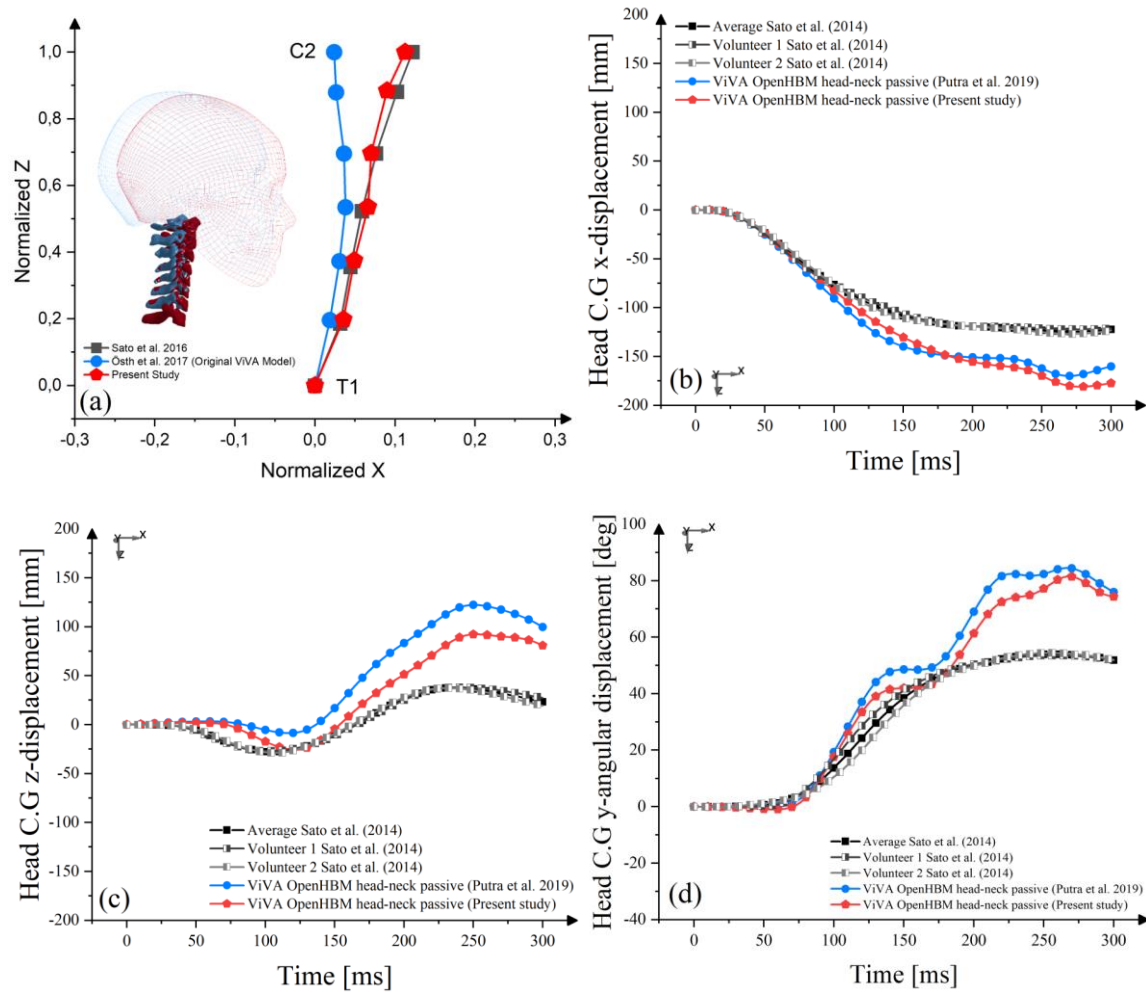 1,0
0,8
0,6
0,4
0,2
0,0
Normalized Z
C2
T1
Sato et al. 2016
Östh et al. 2017 (Original ViVA Model)
Present Study
(a)
-0,3
-0,2
-0,1
0,0
0,1
0,2
0,3
Normalized X
200
150
100
50
0
-50
-100
-150
-200
Head C.G x-displacement [mm]
Average Sato et al. (2014)
Volunteer 1 Sato et al. (2014)
Volunteer 2 Sato et al. (2014)
ViVA OpenHBM head-neck passive (Putra et al. 2019)
ViVA OpenHBM head-neck passive (Present study)
Y X
Z
(b)
0 50 100 150 200 250 300
Time [ms]
200
175
150
125
100
75
50
25
0
-25
-50
-75
-100
-125
-150
-175
-200
Head C.G z-displacement [mm]
Y X
Z
Average Sato et al. (2014)
Volunteer 1 Sato et al. (2014)
Volunteer 2 Sato et al. (2014)
ViVA OpenHBM head-neck passive (Putra et al. 2019)
ViVA OpenHBM head-neck passive (Present study)
(c)
0 50 100 150 200 250 300
Time [ms]
100
80
60
40
20
0
-20
-40
Head C.G y-angular displacement [deg]
Y X
Z
Average Sato et al. (2014)
Volunteer 1 Sato et al. (2014)
Volunteer 2 Sato et al. (2014)
ViVA OpenHBM head-neck passive (Putra et al. 2019)
ViVA OpenHBM head-neck passive (Present study)
(d)
0 50 100 150 200 250 300
Time [ms]